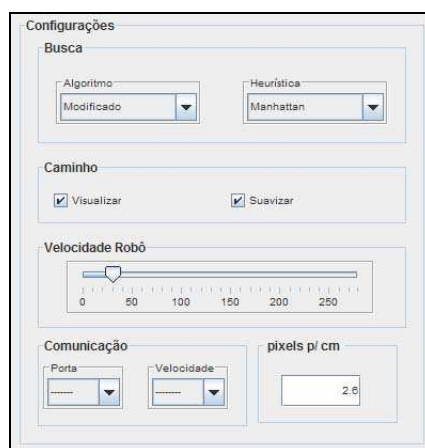 Configurações
Busca
Algoritmo Heurística
Modificado Manhattan
Caminho
Visualizar Suavizar
Velocidade Robô
0 50 100 150 200 250
Comunicação pixels p/ cm
Porta Velocidade
------- -------- 2.6